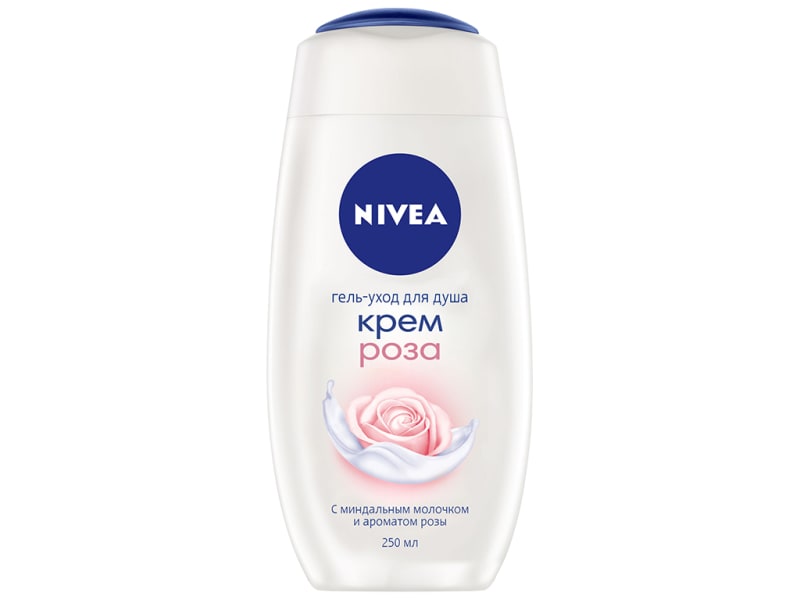 NIVEA
гель-уход для душа
крем
роза
С миндальным молочком
и ароматом розы
250 мл